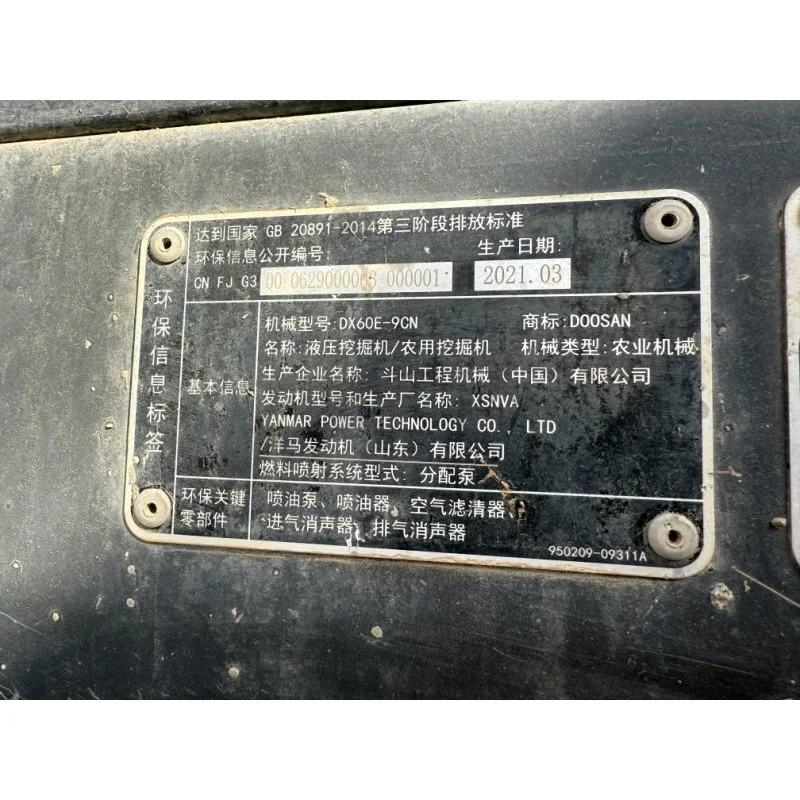 达到国家 GB 20891-2014第三阶段排放标准
环保信息公开编号: 生产日期:
CN FJ G3 00 0629000063 000001 2021.03
环保信息标签
基本信息
机械型号:DX60E-9CN 商标:DOOSAN
名称:液压挖掘机/农用挖掘机 机械类型:农业机械
生产企业名称: 斗山工程机械（中国）有限公司
发动机型号和生产厂名称: XSNVA
YANMAR POWER TECHNOLOGY CO., LTD
/洋马发动机（山东）有限公司
燃料喷射系统型式: 分配泵
环保关键
零部件
喷油泵、喷油器、空气滤清器、
进气消声器、排气消声器
950209-09311A